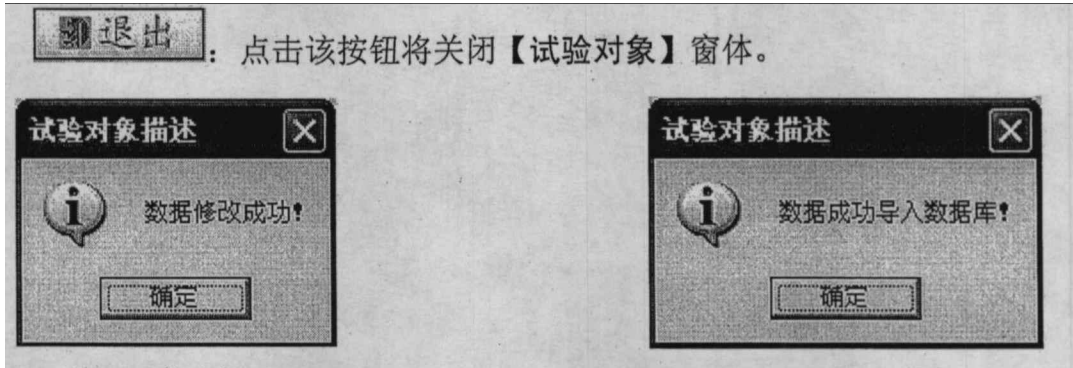 退出：点击该按钮将关闭【试验对象】窗体。
试验对象描述
数据修改成功！
确定
试验对象描述
数据成功导入数据库！
确定